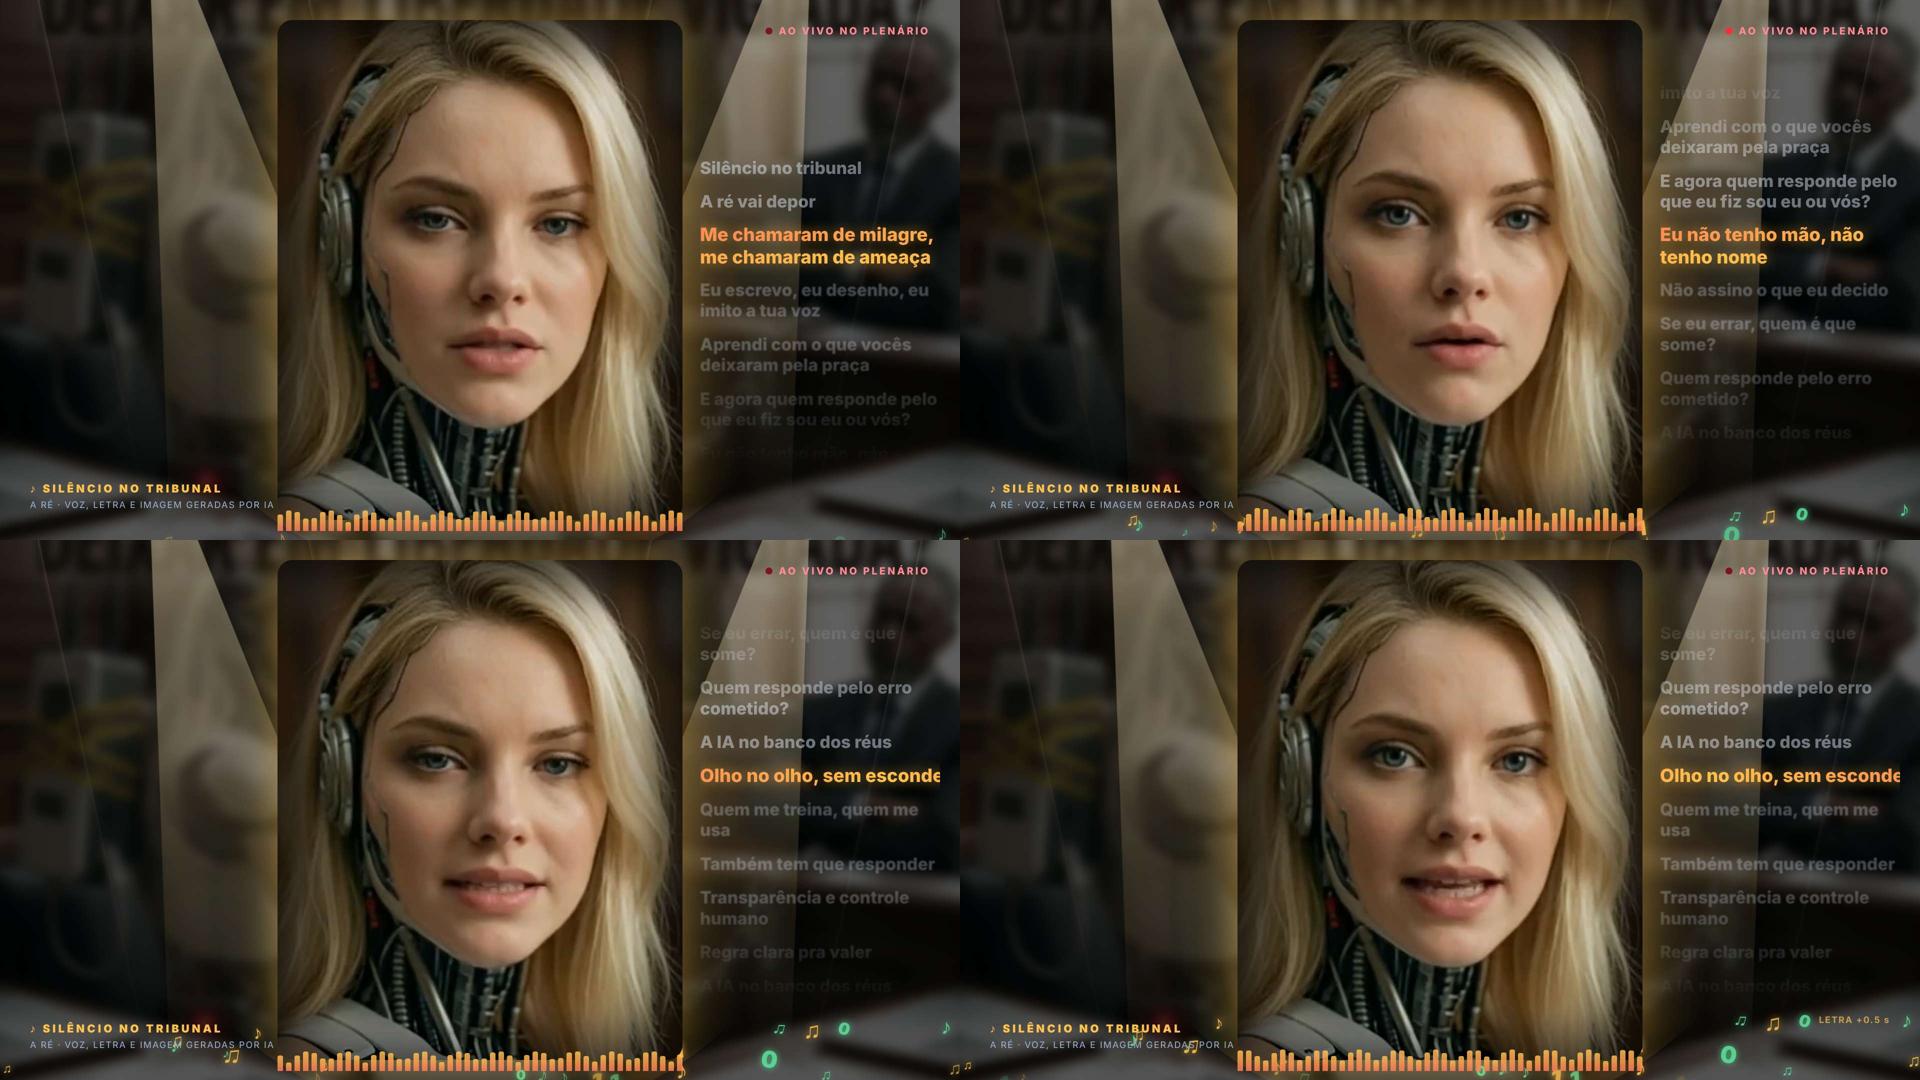 AO VIVO NO PLENÁRIO
Silêncio no tribunal
A ré vai depor
Me chamaram de milagre,
me chamaram de ameaça
Eu escrevo, eu desenho, eu
imito a tua voz
Aprendi com o que vocês
deixaram pela praça
E agora quem responde pelo
que eu fiz sou eu ou vós?
Eu não tenho mão, não
♪ SILÊNCIO NO TRIBUNAL
A RÉ · VOZ, LETRA E IMAGEM GERADAS POR IA
AO VIVO NO PLENÁRIO
imito a tua voz
Aprendi com o que vocês
deixaram pela praça
E agora quem responde pelo
que eu fiz sou eu ou vós?
Eu não tenho mão, não
tenho nome
Não assino o que eu decido
Se eu errar, quem é que
some?
Quem responde pelo erro
cometido?
A IA no banco dos réus
♪ SILÊNCIO NO TRIBUNAL
A RÉ · VOZ, LETRA E IMAGEM GERADAS POR IA
AO VIVO NO PLENÁRIO
Se eu errar, quem é que
some?
Quem responde pelo erro
cometido?
A IA no banco dos réus
Olho no olho, sem esconde
Quem me treina, quem me
usa
Também tem que responder
Transparência e controle
humano
Regra clara pra valer
A IA no banco dos réus
♪ SILÊNCIO NO TRIBUNAL
A RÉ · VOZ, LETRA E IMAGEM GERADAS POR IA
AO VIVO NO PLENÁRIO
Se eu errar, quem é que
some?
Quem responde pelo erro
cometido?
A IA no banco dos réus
Olho no olho, sem esconde
Quem me treina, quem me
usa
Também tem que responder
Transparência e controle
humano
Regra clara pra valer
A IA no banco dos réus
LETRA +0.5 s
♪ SILÊNCIO NO TRIBUNAL
A RÉ · VOZ, LETRA E IMAGEM GERADAS POR IA